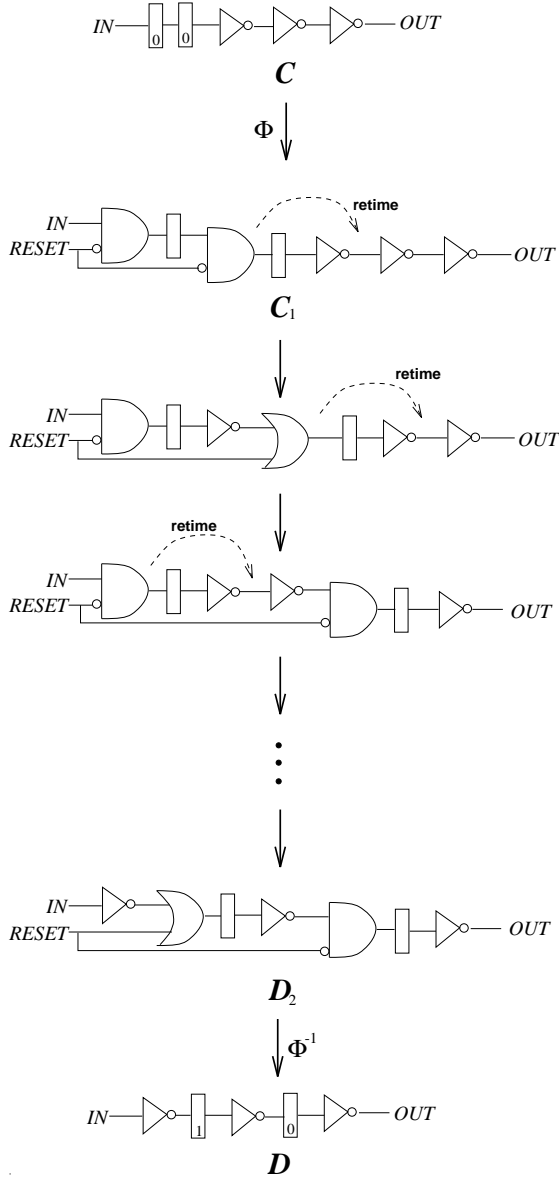 IN 0 0 OUT
C
Φ
retime
IN
RESET
OUT
C1
retime
IN
RESET
OUT
retime
IN
RESET
OUT
IN
RESET
OUT
D2
Φ-1
IN 1 0 OUT
D